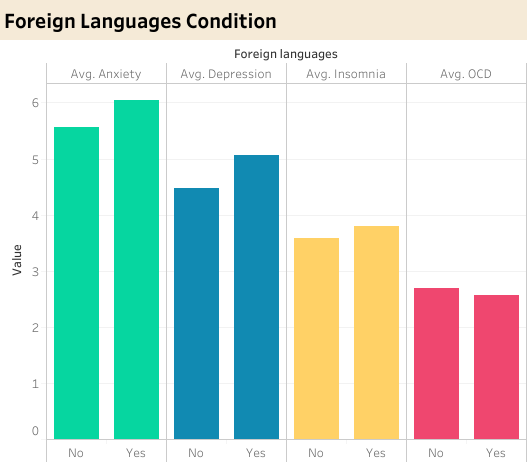 Foreign Languages Condition
Foreign languages
Avg. Anxiety Avg. Depression Avg. Insomnia Avg. OCD
6
5
4
3
2
1
0
Value
No Yes No Yes No Yes No Yes